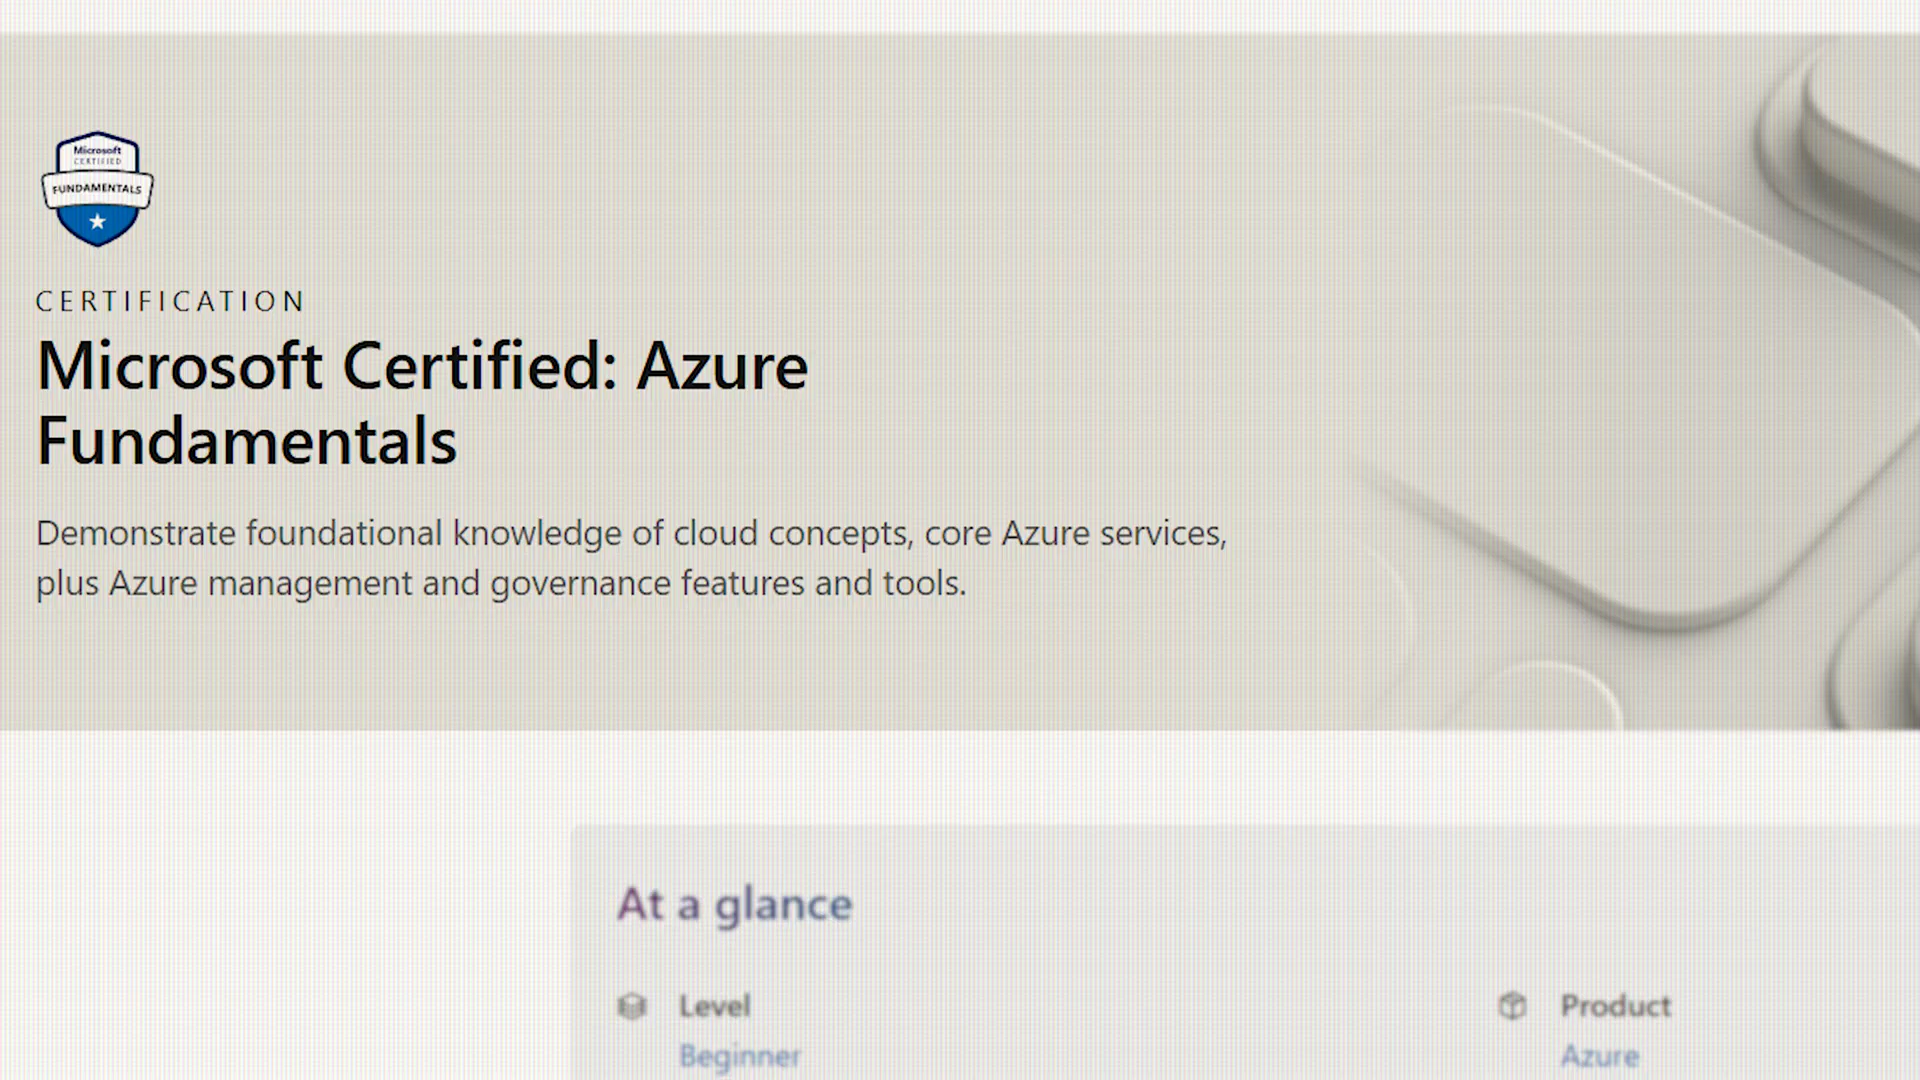 Microsoft
CERTIFIED
FUNDAMENTALS
CERTIFICATION
Microsoft Certified: Azure
Fundamentals
Demonstrate foundational knowledge of cloud concepts, core Azure services,
plus Azure management and governance features and tools.
At a glance
Level
Product
Beginner
Azure